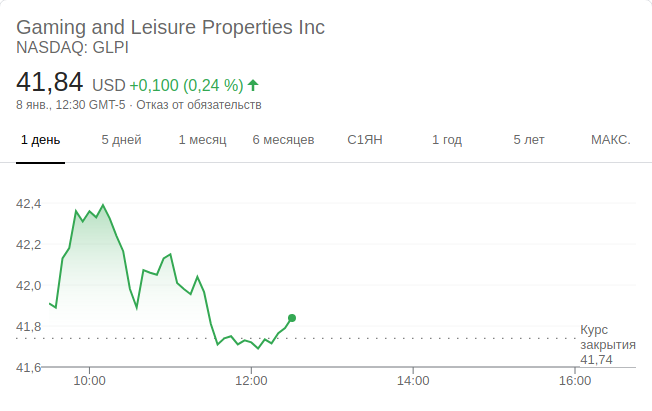 Gaming and Leisure Properties Inc
NASDAQ: GLPI
41,84 USD +0,100 (0,24 %)
8 янв., 12:30 GMT-5 · Отказ от обязательств
1 день 5 дней 1 месяц 6 месяцев С1ЯН 1 год 5 лет МАКС.
42,4
42,2
42,0
41,8
41,6
Курс
закрытия
41,74
10:00 12:00 14:00 16:00